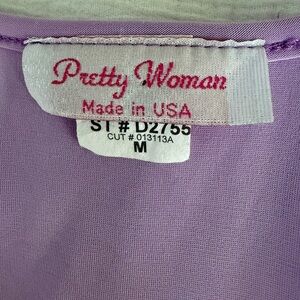 Pretty Woman
Made in USA
ST # D2755
CUT # 013113A
M